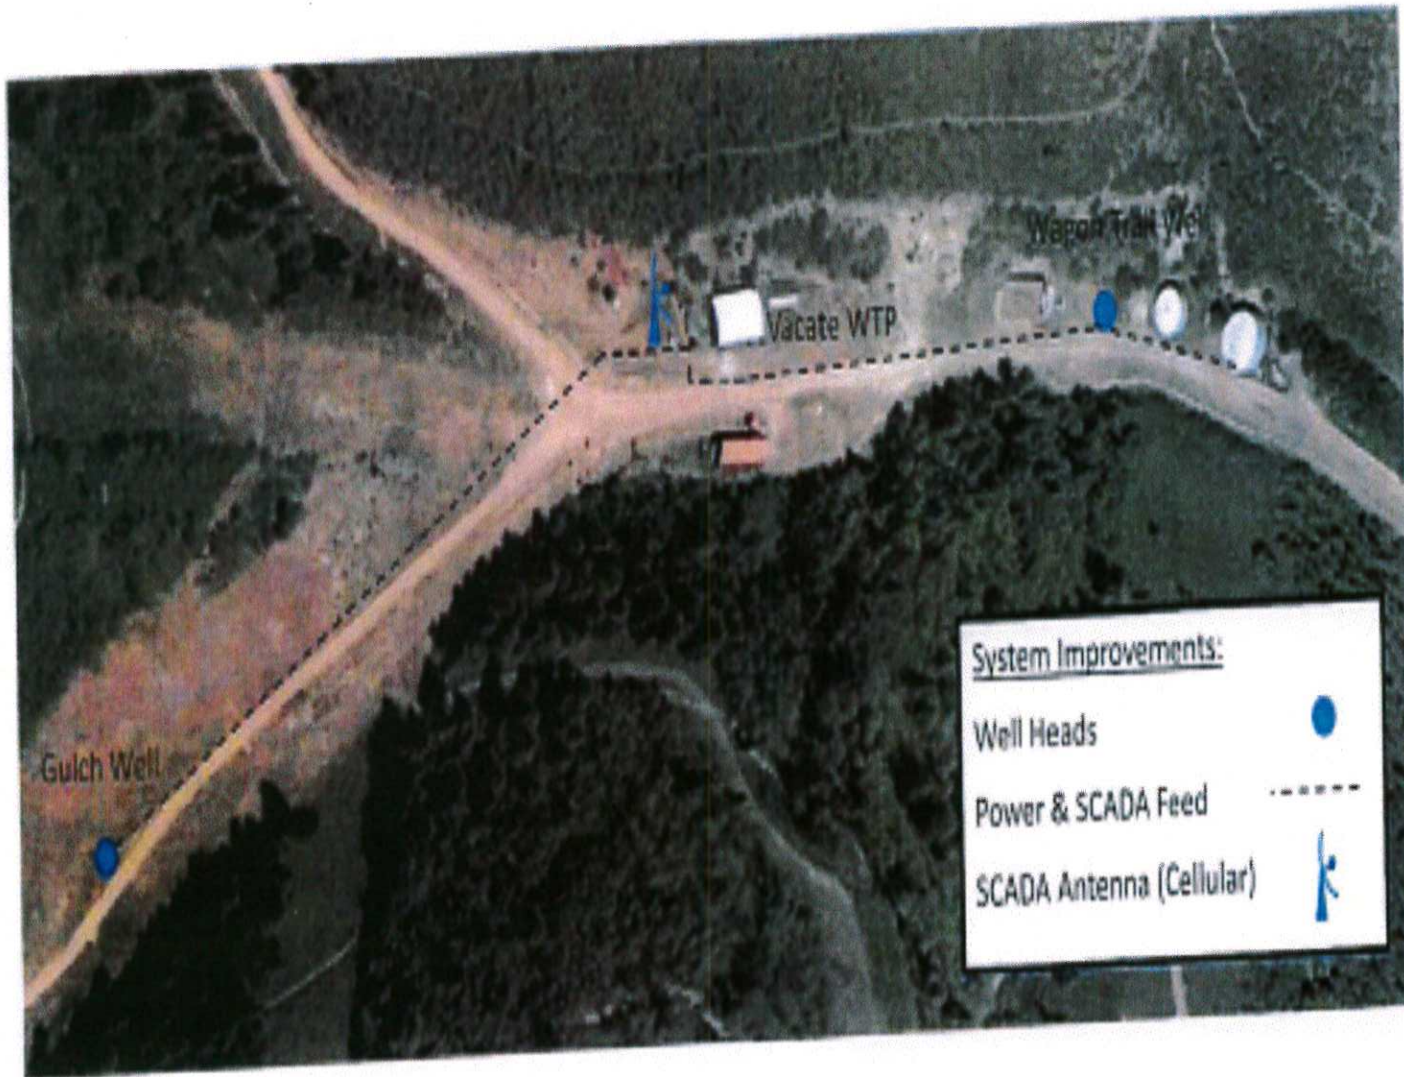 Wagon Trail Well
Vacate WTP
Gulch Well
System Improvements:
Well Heads
Power & SCADA Feed
SCADA Antenna (Cellular)